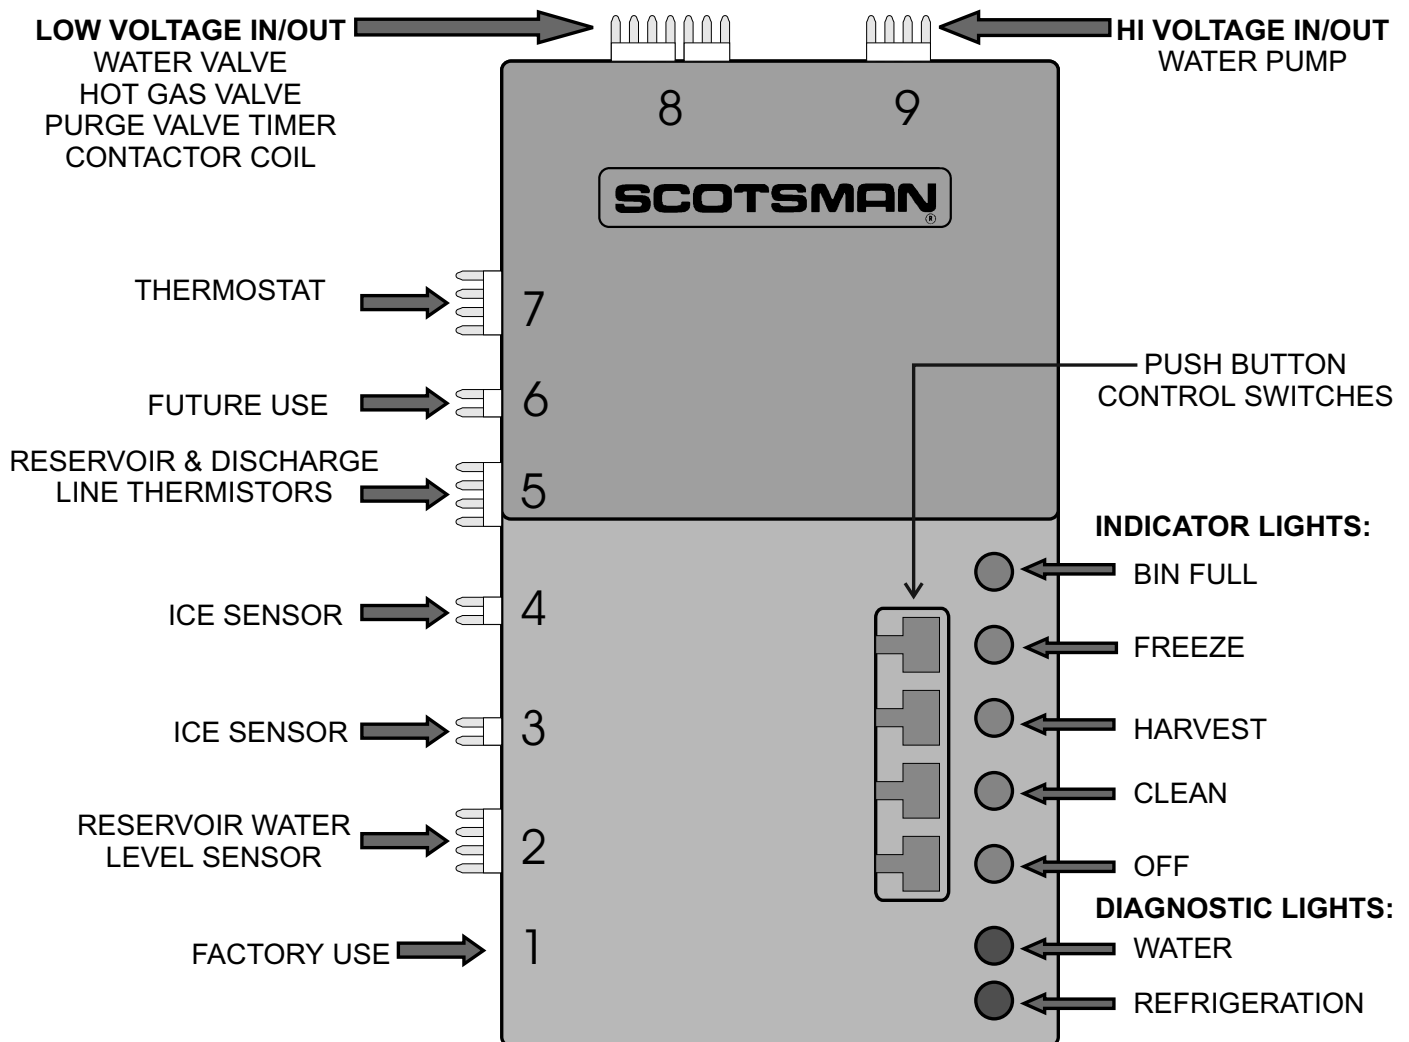 LOW VOLTAGE IN/OUT
WATER VALVE
HOT GAS VALVE
PURGE VALVE TIMER
CONTACTOR COIL
HI VOLTAGE IN/OUT
WATER PUMP
8
9
SCOTSMAN®
THERMOSTAT
7
PUSH BUTTON
CONTROL SWITCHES
FUTURE USE
6
RESERVOIR & DISCHARGE
LINE THERMISTORS
5
INDICATOR LIGHTS:
BIN FULL
ICE SENSOR
4
FREEZE
ICE SENSOR
3
HARVEST
CLEAN
RESERVOIR WATER
LEVEL SENSOR
2
OFF
DIAGNOSTIC LIGHTS:
FACTORY USE
1
WATER
REFRIGERATION